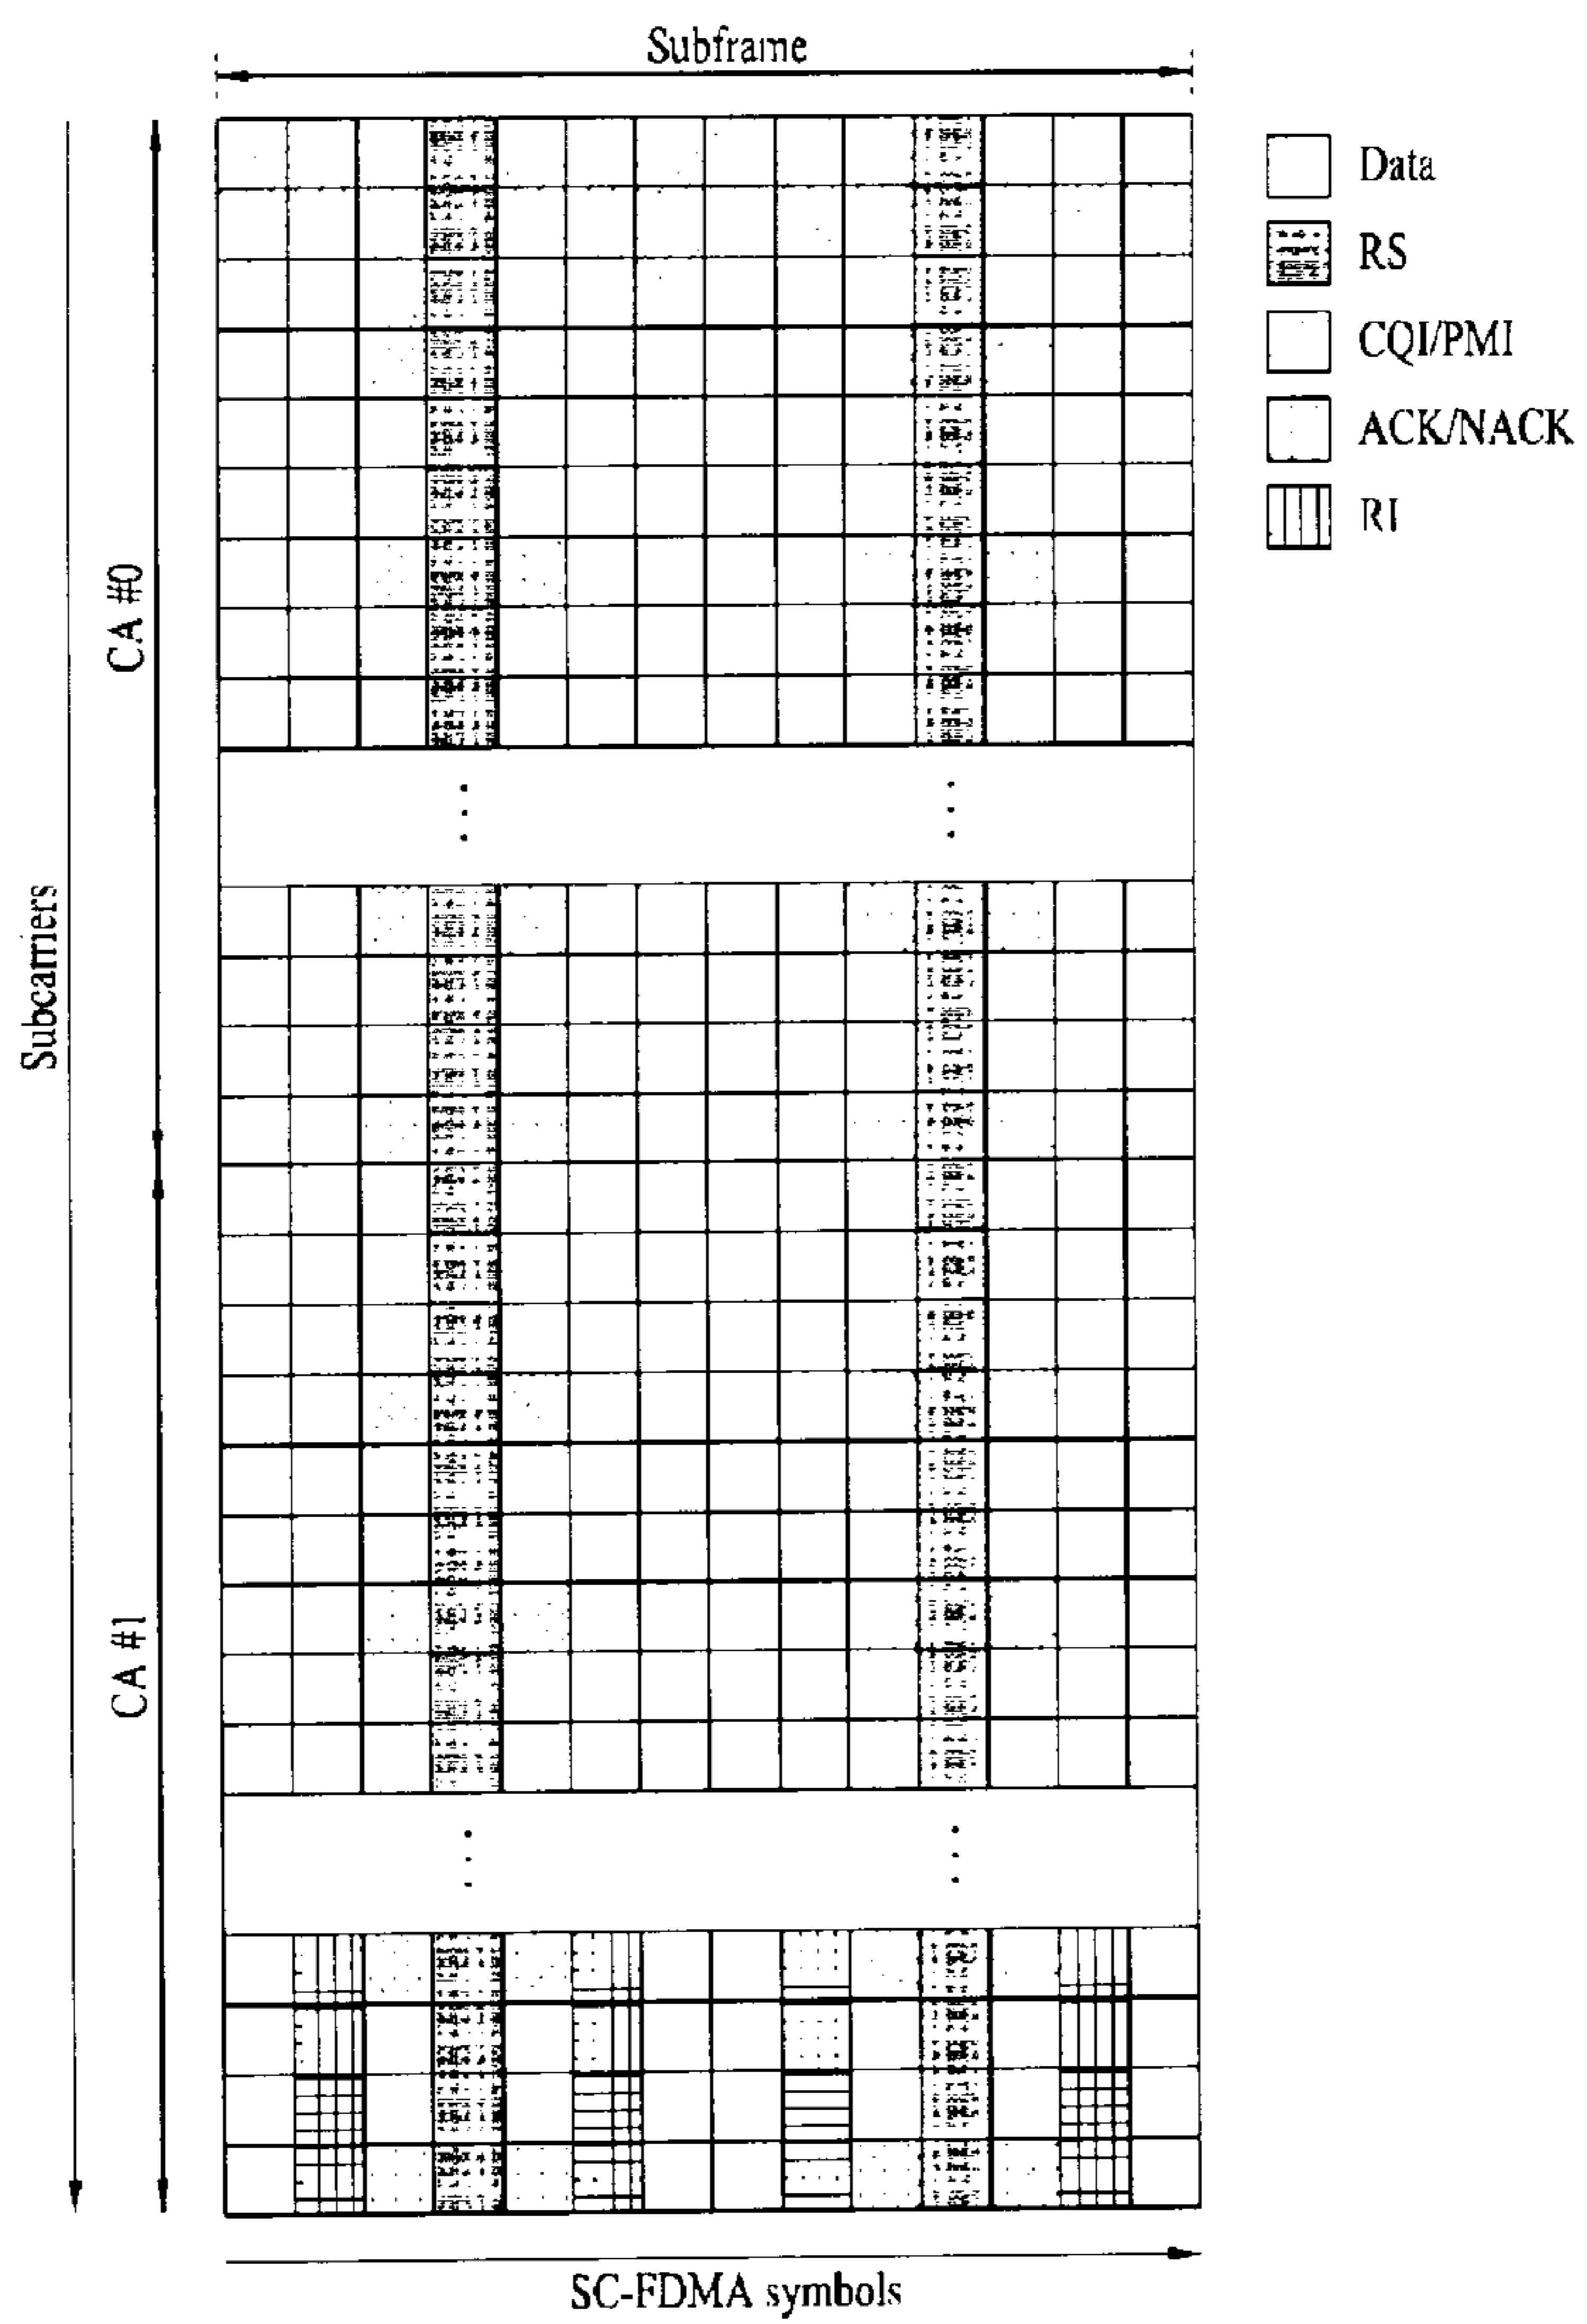 Subframe
Data
RS
CQI/PMI
ACK/NACK
RI
CA #0
Subcarriers
CA #1
SC-FDMA symbols